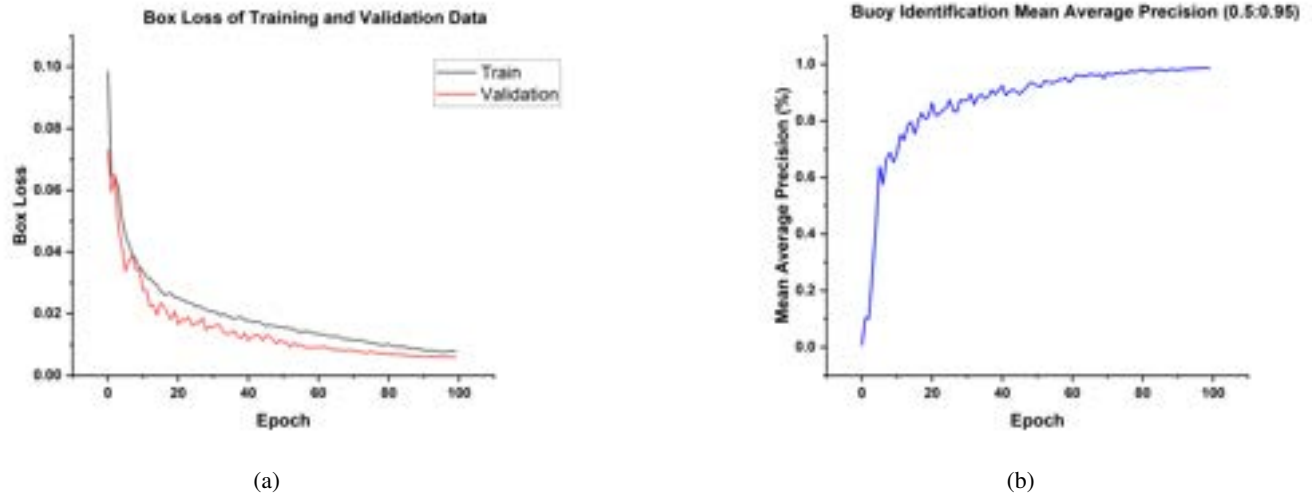 Box Loss of Training and Validation Data
0.10
0.08
0.06
0.04
0.02
0.00
Box Loss
Train
Validation
0
20
40
60
80
100
Epoch
(a)
Buoy Identification Mean Average Precision (0.5:0.95)
1.0
0.8
0.6
0.4
0.2
0.0
Mean Average Precision (%)
0
20
40
60
80
100
Epoch
(b)